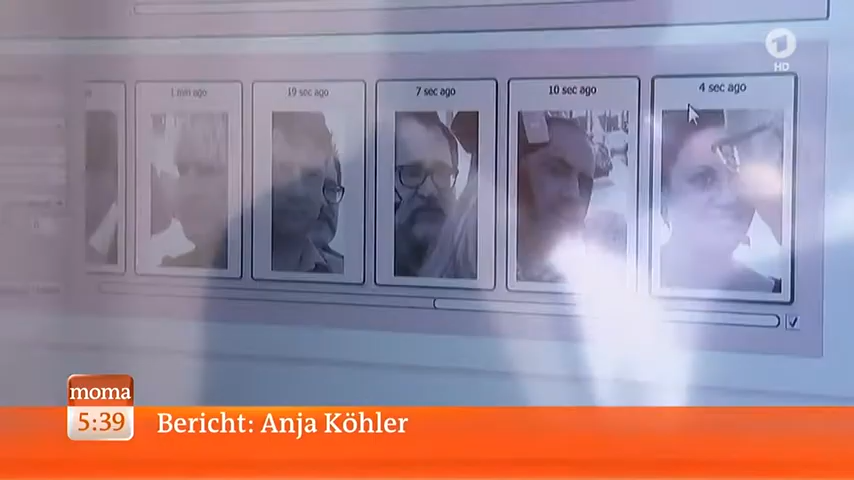 1
HD
1 min ago
19 sec ago
7 sec ago
10 sec ago
4 sec ago
moma
5:39
Bericht: Anja Köhler